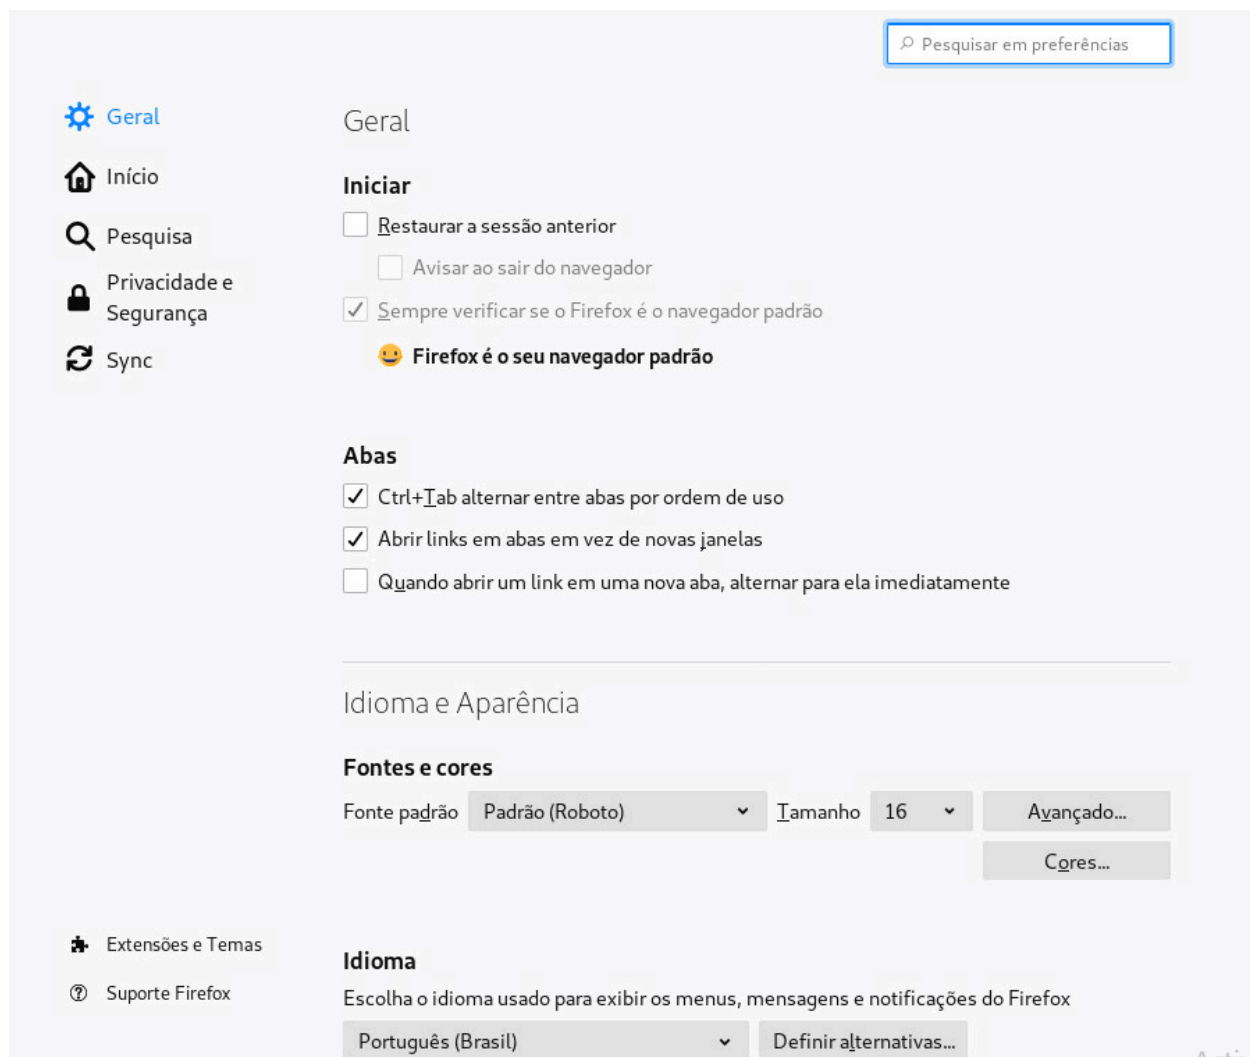 Pesquisar em preferências
Geral
Início
Pesquisa
Privacidade e
Segurança
Sync
Extensões e Temas
Suporte Firefox
Geral
Iniciar
Restaurar a sessão anterior
Avisar ao sair do navegador
Sempre verificar se o Firefox é o navegador padrão
Firefox é o seu navegador padrão
Abas
Ctrl+Tab alternar entre abas por ordem de uso
Abrir links em abas em vez de novas janelas
Quando abrir um link em uma nova aba, alternar para ela imediatamente
Idioma e Aparência
Fontes e cores
Fonte padrão Padrão (Roboto) Tamanho 16 Avançado...
Cores...
Idioma
Escolha o idioma usado para exibir os menus, mensagens e notificações do Firefox
Português (Brasil) Definir alternativas...